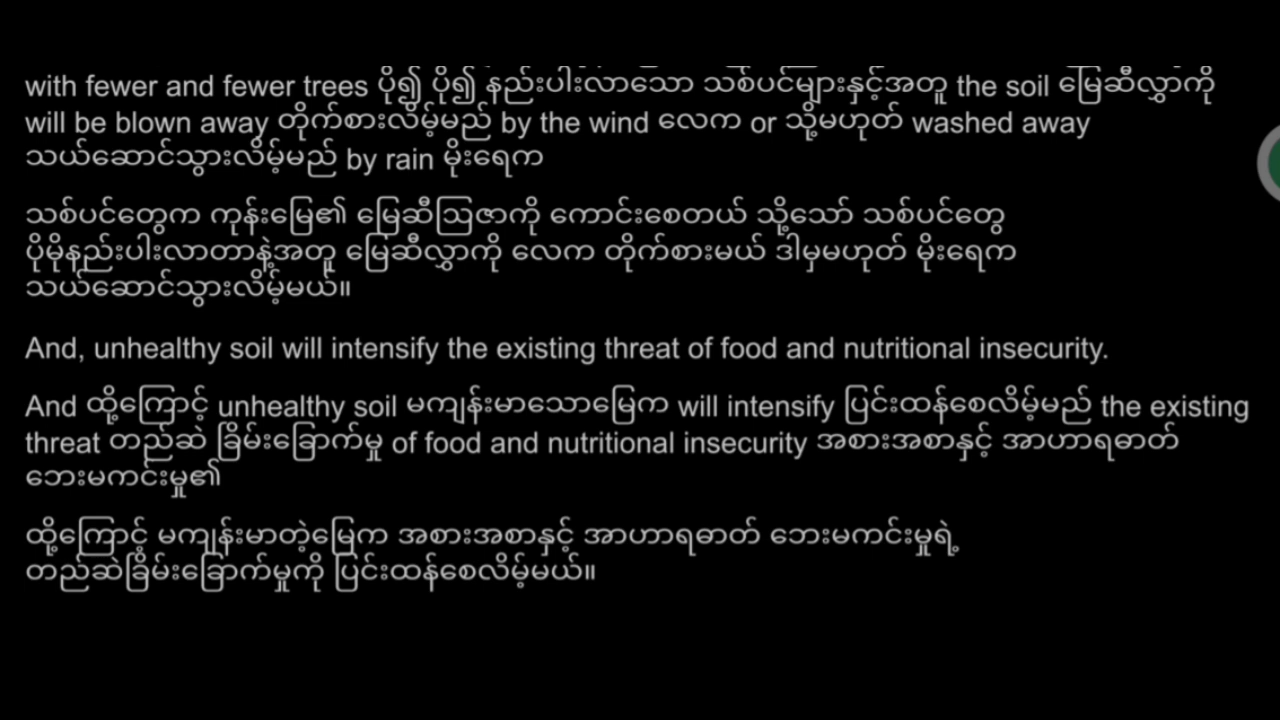 with fewer and fewer trees ပို၍ ပို၍ နည်းပါးလာသော သစ်ပင်များနှင့်အတူ the soil မြေဆီလွှာကို
will be blown away တိုက်စားလိမ့်မည် by the wind လေက or သို့မဟုတ် washed away
သယ်ဆောင်သွားလိမ့်မည် by rain မိုးရေက
သစ်ပင်တွေက ကုန်းမြေ၏ မြေဆီဩဇာကို ကောင်းစေတယ် သို့သော် သစ်ပင်တွေ
ပိုမိုနည်းပါးလာတာနဲ့အတူ မြေဆီလွှာကို လေက တိုက်စားမယ် ဒါမှမဟုတ် မိုးရေက
သယ်ဆောင်သွားလိမ့်မယ်။
And, unhealthy soil will intensify the existing threat of food and nutritional insecurity.
And ထို့ကြောင့် unhealthy soil မကျန်းမာသောမြေက will intensify ပြင်းထန်စေလိမ့်မည် the existing
threat တည်ဆဲ ခြိမ်းခြောက်မှု of food and nutritional insecurity အစားအစာနှင့် အာဟာရဓာတ်
ဘေးမကင်းမှု၏
ထို့ကြောင့် မကျန်းမာတဲ့မြေက အစားအစာနှင့် အာဟာရဓာတ် ဘေးမကင်းမှုရဲ့
တည်ဆဲခြိမ်းခြောက်မှုကို ပြင်းထန်စေလိမ့်မယ်။